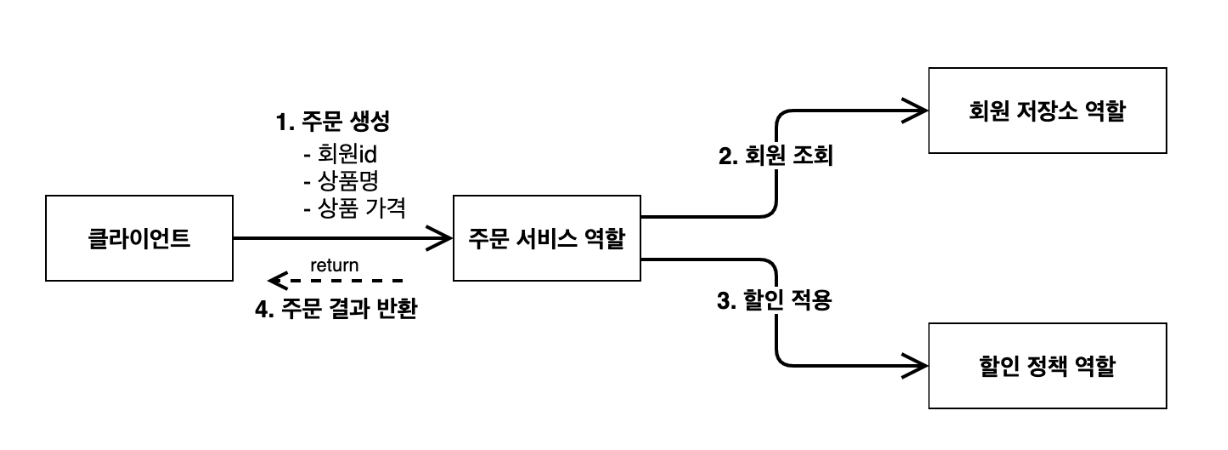 1. 주문 생성
- 회원id
- 상품명
- 상품 가격
클라이언트
주문 서비스 역할
return
4. 주문 결과 반환
2. 회원 조회
회원 저장소 역할
3. 할인 적용
할인 정책 역할